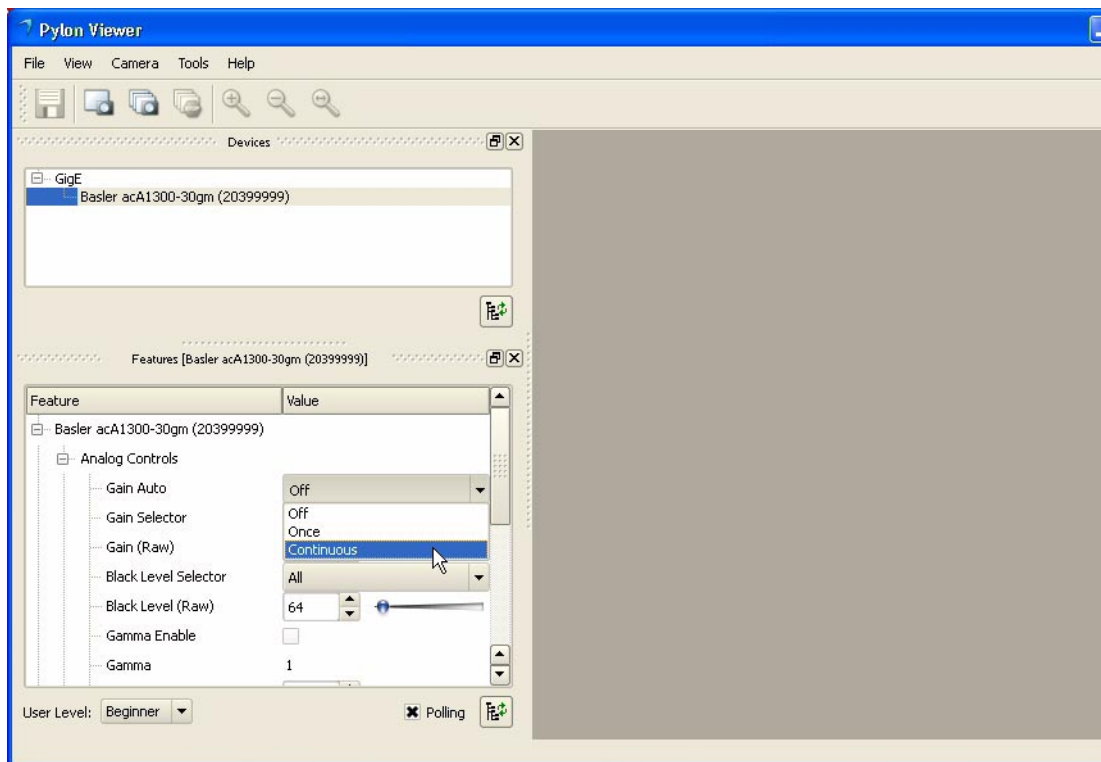 Pylon Viewer
File View Camera Tools Help
Devices
GigE
Basler acA1300-30gm (20399999)
Features [Basler acA1300-30gm (20399999)]
Feature Value
Basler acA1300-30gm (20399999)
Analog Controls
Gain Auto Off
Gain Selector Off
Once
Gain (Raw) Continuous
Black Level Selector All
Black Level (Raw) 64
Gamma Enable
Gamma 1
User Level: Beginner Polling